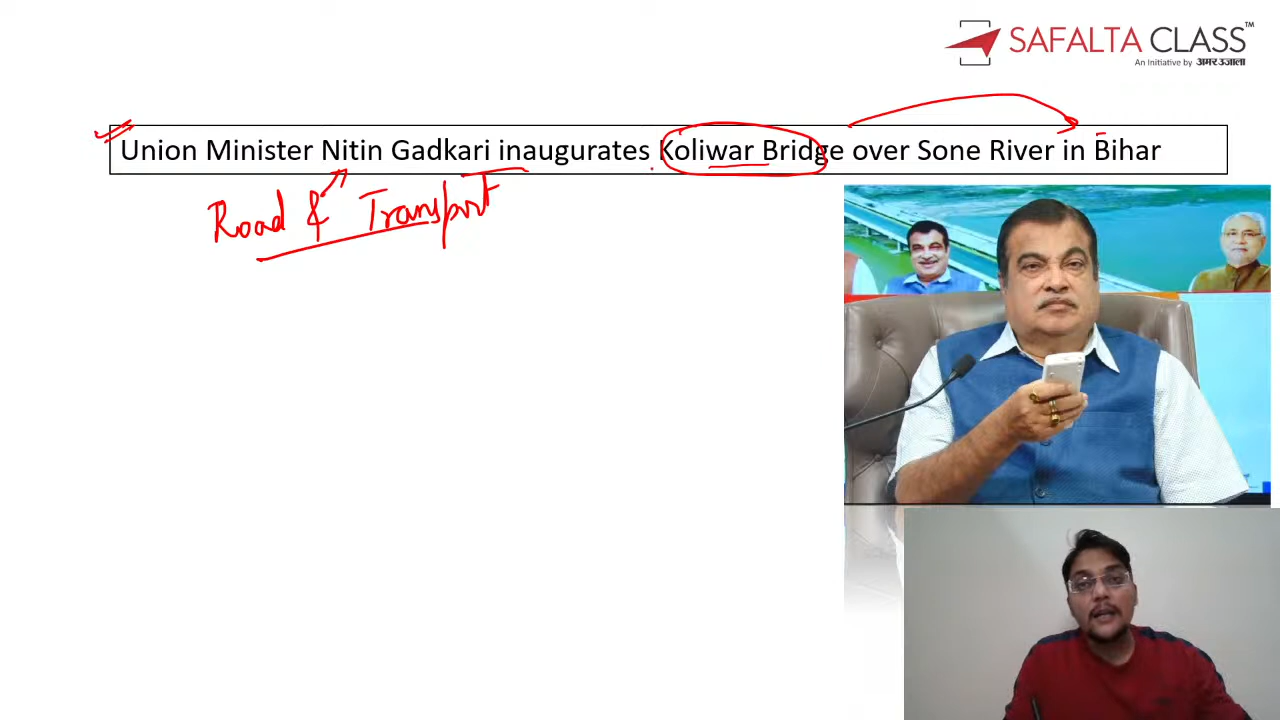 SAFALTA CLASS™
An Initiative by अमर उजाला
Union Minister Nitin Gadkari inaugurates Koliwar Bridge over Sone River in Bihar
Road & Transport